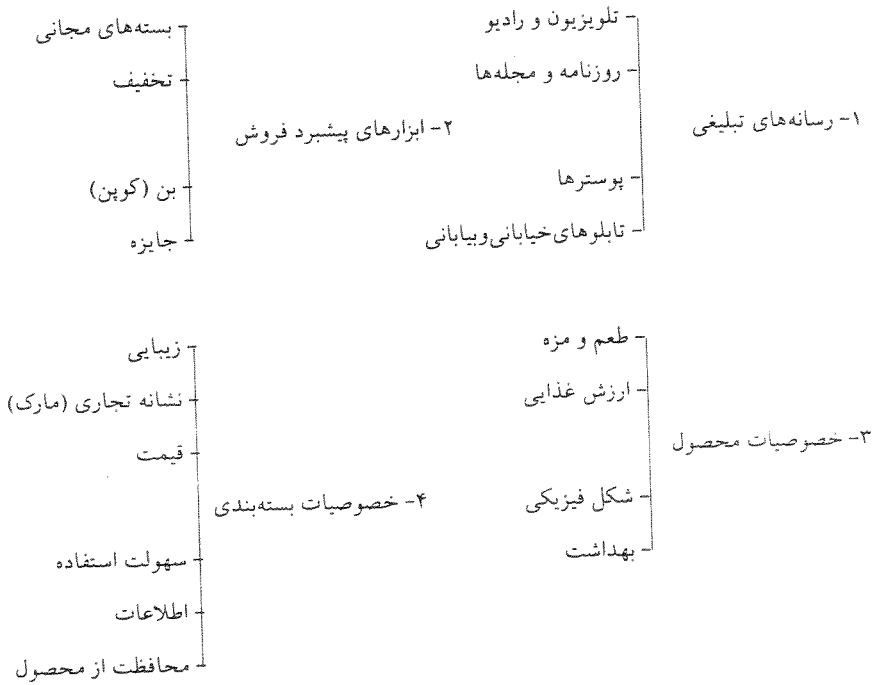 ۱- رسانه‌های تبلیغی
تلویزیون و رادیو
روزنامه و مجله‌ها
پوسترها
تابلوهای‌خیابانی‌وبیابانی
۲- ابزارهای پیشبرد فروش
بسته‌های مجانی
تخفیف
بن (کوپن)
جایزه
۳- خصوصیات محصول
طعم و مزه
ارزش غذایی
شکل فیزیکی
بهداشت
۴- خصوصیات بسته‌بندی
زیبایی
نشانه تجاری (مارک)
قیمت
سهولت استفاده
اطلاعات
محافظت از محصول